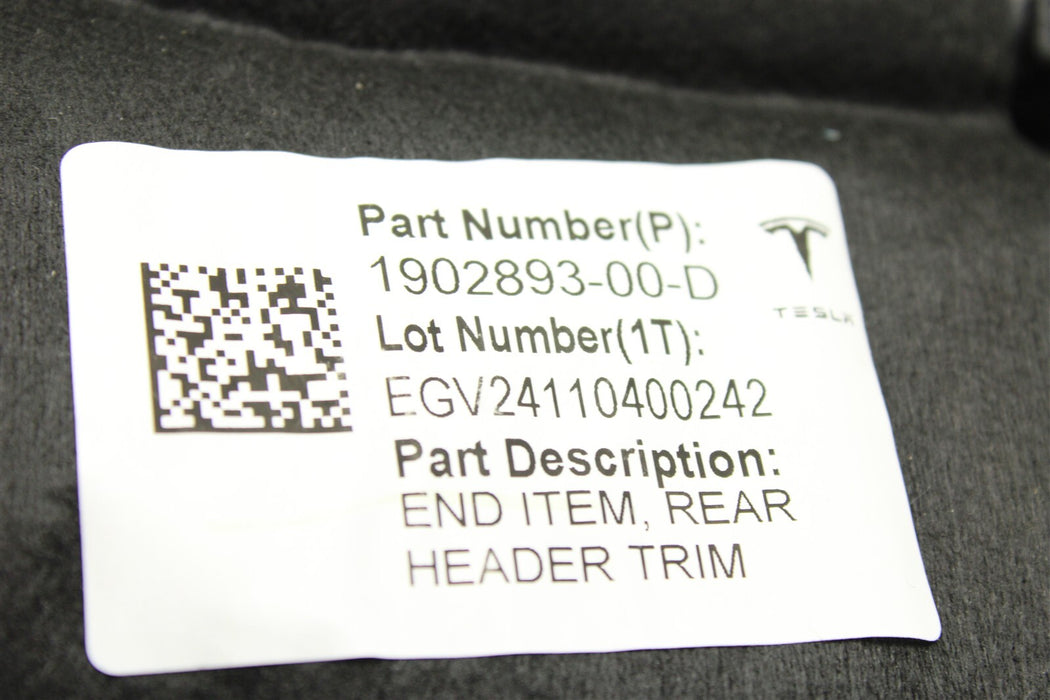 Part Number(P):
1902893-00-D
TESLA
Lot Number(1T):
EGV24110400242
Part Description:
END ITEM, REAR
HEADER TRIM